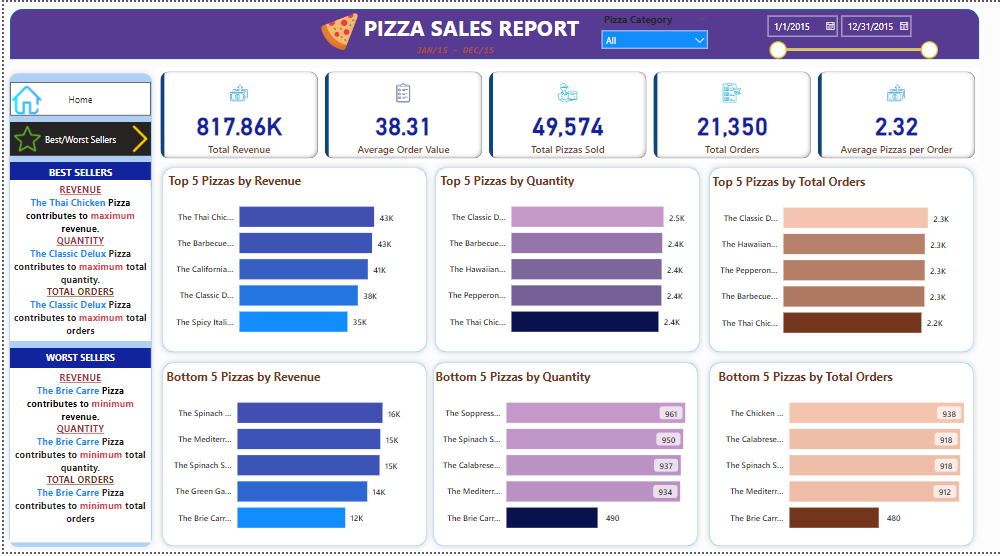 PIZZA SALES REPORT
JAN/15 - DEC/15
Pizza Category
All
1/1/2015
12/31/2015
Home
Best/Worst Sellers
BEST SELLERS
REVENUE
The Thai Chicken Pizza
contributes to maximum
revenue.
QUANTITY
The Classic Delux Pizza
contributes to maximum total
quantity.
TOTAL ORDERS
The Classic Delux Pizza
contributes to maximum total
orders
WORST SELLERS
REVENUE
The Brie Carre Pizza
contributes to minimum
revenue.
QUANTITY
The Brie Carre Pizza
contributes to minimum total
quantity.
TOTAL ORDERS
The Brie Carre Pizza
contributes to minimum total
orders
817.86K
Total Revenue
38.31
Average Order Value
49,574
Total Pizzas Sold
21,350
Total Orders
2.32
Average Pizzas per Order
Top 5 Pizzas by Revenue
The Thai Chic... 43K
The Barbecue... 43K
The California... 41K
The Classic D... 38K
The Spicy Itali... 35K
Top 5 Pizzas by Quantity
The Classic D... 2.5K
The Barbecue... 2.4K
The Hawaiian... 2.4K
The Pepperon... 2.4K
The Thai Chic... 2.4K
Top 5 Pizzas by Total Orders
The Classic D... 2.3K
The Hawaiian... 2.3K
The Pepperon... 2.3K
The Barbecue... 2.3K
The Thai Chic... 2.2K
Bottom 5 Pizzas by Revenue
The Spinach ... 16K
The Mediterr... 15K
The Spinach S... 15K
The Green Ga... 14K
The Brie Carr... 12K
Bottom 5 Pizzas by Quantity
The Soppress... 961
The Spinach S... 950
The Calabrese... 937
The Mediterr... 934
The Brie Carr... 490
Bottom 5 Pizzas by Total Orders
The Chicken ... 938
The Calabrese... 918
The Spinach S... 918
The Mediterr... 912
The Brie Carr... 480